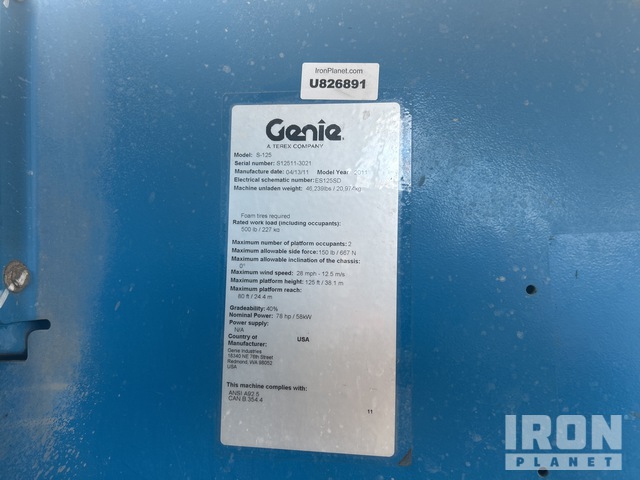 IronPlanet.com
U826891
Genie
A TEREX COMPANY
Model: S-125
Serial number: S12511-3021
Manufacture date: 04/13/11 Model Year: 2011
Electrical schematic number: ES125SD
Machine unladen weight: 46,239lbs / 20,974kg
Foam tires required
Rated work load (including occupants):
500 lb / 227 kg
Maximum number of platform occupants: 2
Maximum allowable side force: 150 lb / 667 N
Maximum allowable inclination of the chassis:
0°
Maximum wind speed: 28 mph - 12.5 m/s
Maximum platform height: 125 ft / 38.1 m
Maximum platform reach:
80 ft / 24.4 m
Gradeability: 40%
Nominal Power: 78 hp / 58kW
Power supply:
N/A
Country of USA
Manufacturer:
Genie Industries
18340 NE 76th Street
Redmond, WA 98052
USA
This machine complies with:
ANSI A92.5
CAN.B 354.4
11
IRON
PLANET